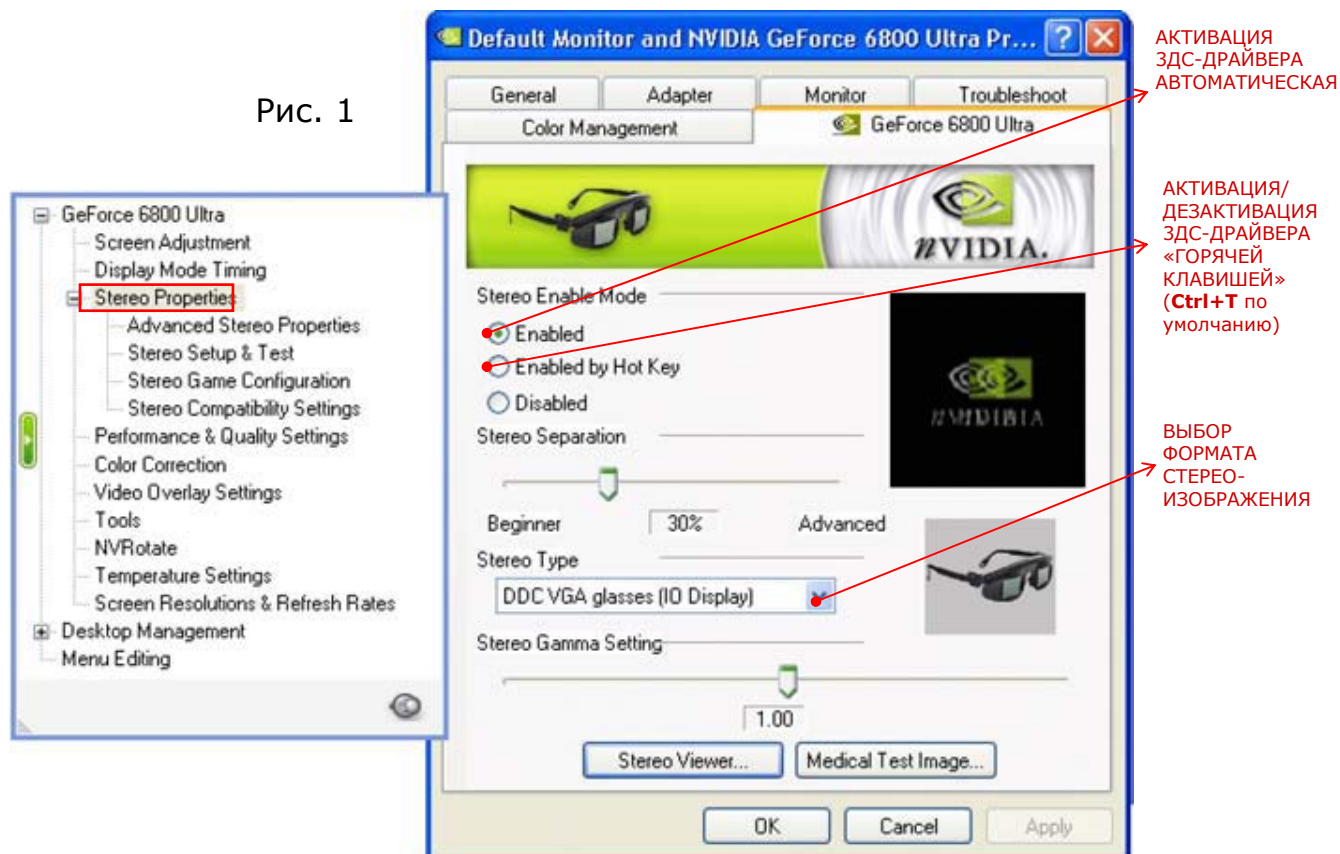 Рис. 1
GeForce 6800 Ultra
Screen Adjustment
Display Mode Timing
Stereo Properties
Advanced Stereo Properties
Stereo Setup & Test
Stereo Game Configuration
Stereo Compatibility Settings
Performance & Quality Settings
Color Correction
Video Overlay Settings
Tools
NVRotate
Temperature Settings
Screen Resolutions & Refresh Rates
Desktop Management
Menu Editing
Default Monitor and NVIDIA GeForce 6800 Ultra Pr...
General Adapter Monitor Troubleshoot
Color Management GeForce 6800 Ultra
NVIDIA.
Stereo Enable Mode
Enabled
Enabled by Hot Key
Disabled
Stereo Separation
Beginner 30% Advanced
Stereo Type
DDC VGA glasses (IO Display)
Stereo Gamma Setting
1.00
Stereo Viewer... Medical Test Image...
OK Cancel Apply
АКТИВАЦИЯ
3ДС-ДРАЙВЕРА
АВТОМАТИЧЕСКАЯ
АКТИВАЦИЯ/
ДЕЗАКТИВАЦИЯ
3ДС-ДРАЙВЕРА
«ГОРЯЧЕЙ
КЛАВИШЕЙ»
(Ctrl+T по
умолчанию)
ВЫБОР
ФОРМАТА
СТЕРЕО-
ИЗОБРАЖЕНИЯ